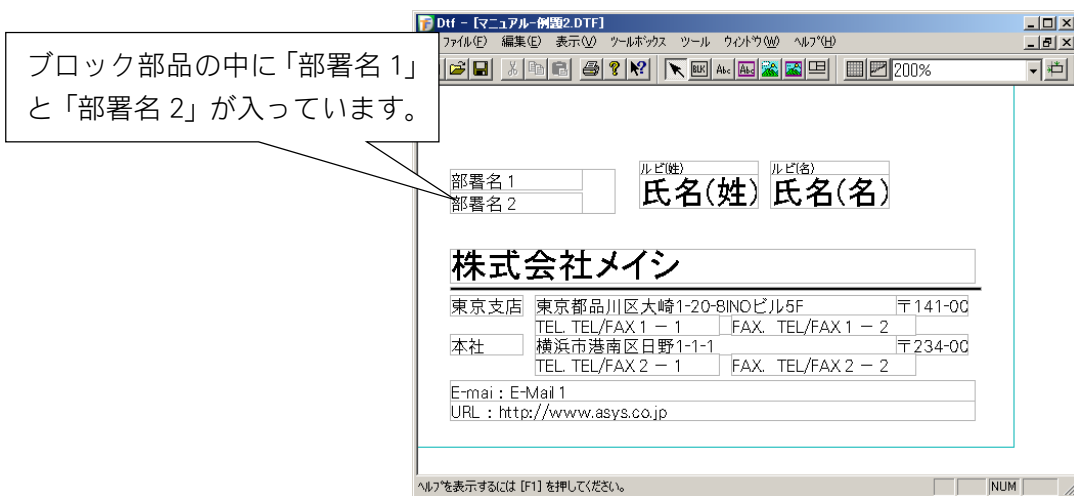 Dtf - [マニュアル-例題2.DTF]
ファイル(F) 編集(E) 表示(V) ツールボックス ツール ウィンドウ(W) ヘルプ(H)
BLK Abc Abc 200%
ブロック部品の中に「部署名 1」
と「部署名 2」が入っています。
ルビ(姓) ルビ(名)
部署名 1 氏名(姓) 氏名(名)
部署名 2
株式会社メイシ
東京支店 東京都品川区大崎1-20-8INOビル5F 〒141-00
TEL. TEL/FAX 1 － 1 FAX. TEL/FAX 1 － 2
本社 横浜市港南区日野1-1-1 〒234-00
TEL. TEL/FAX 2 － 1 FAX. TEL/FAX 2 － 2
E-mai : E-Mail 1
URL : http://www.asys.co.jp
ヘルプを表示するには [F1] を押してください。 NUM